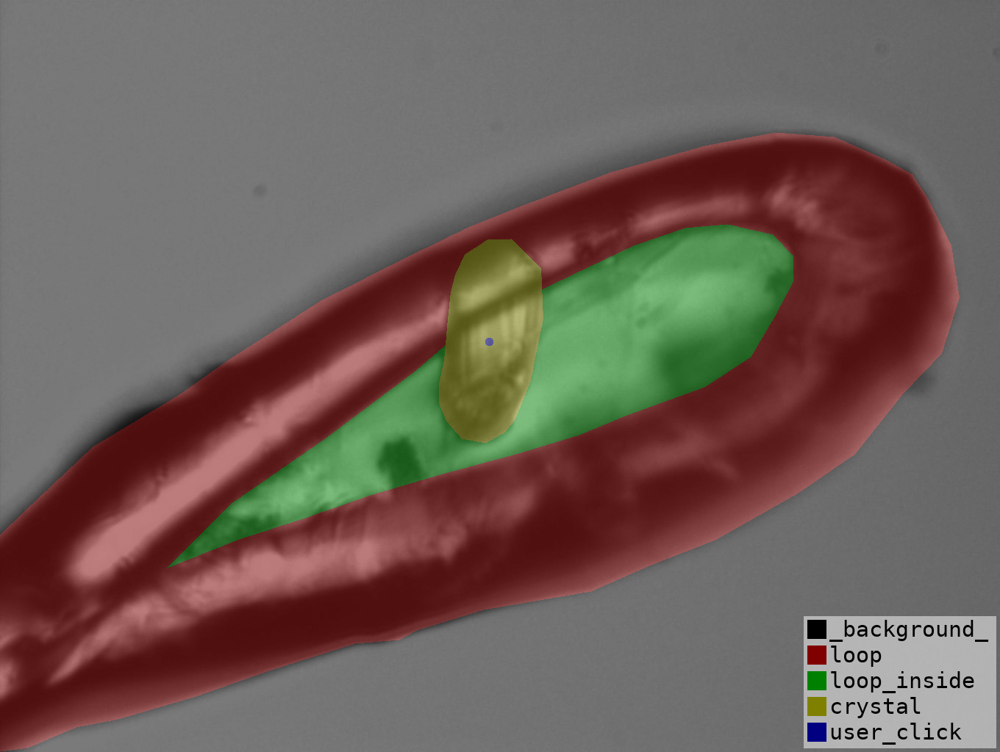 _background_
loop
loop_inside
crystal
user_click